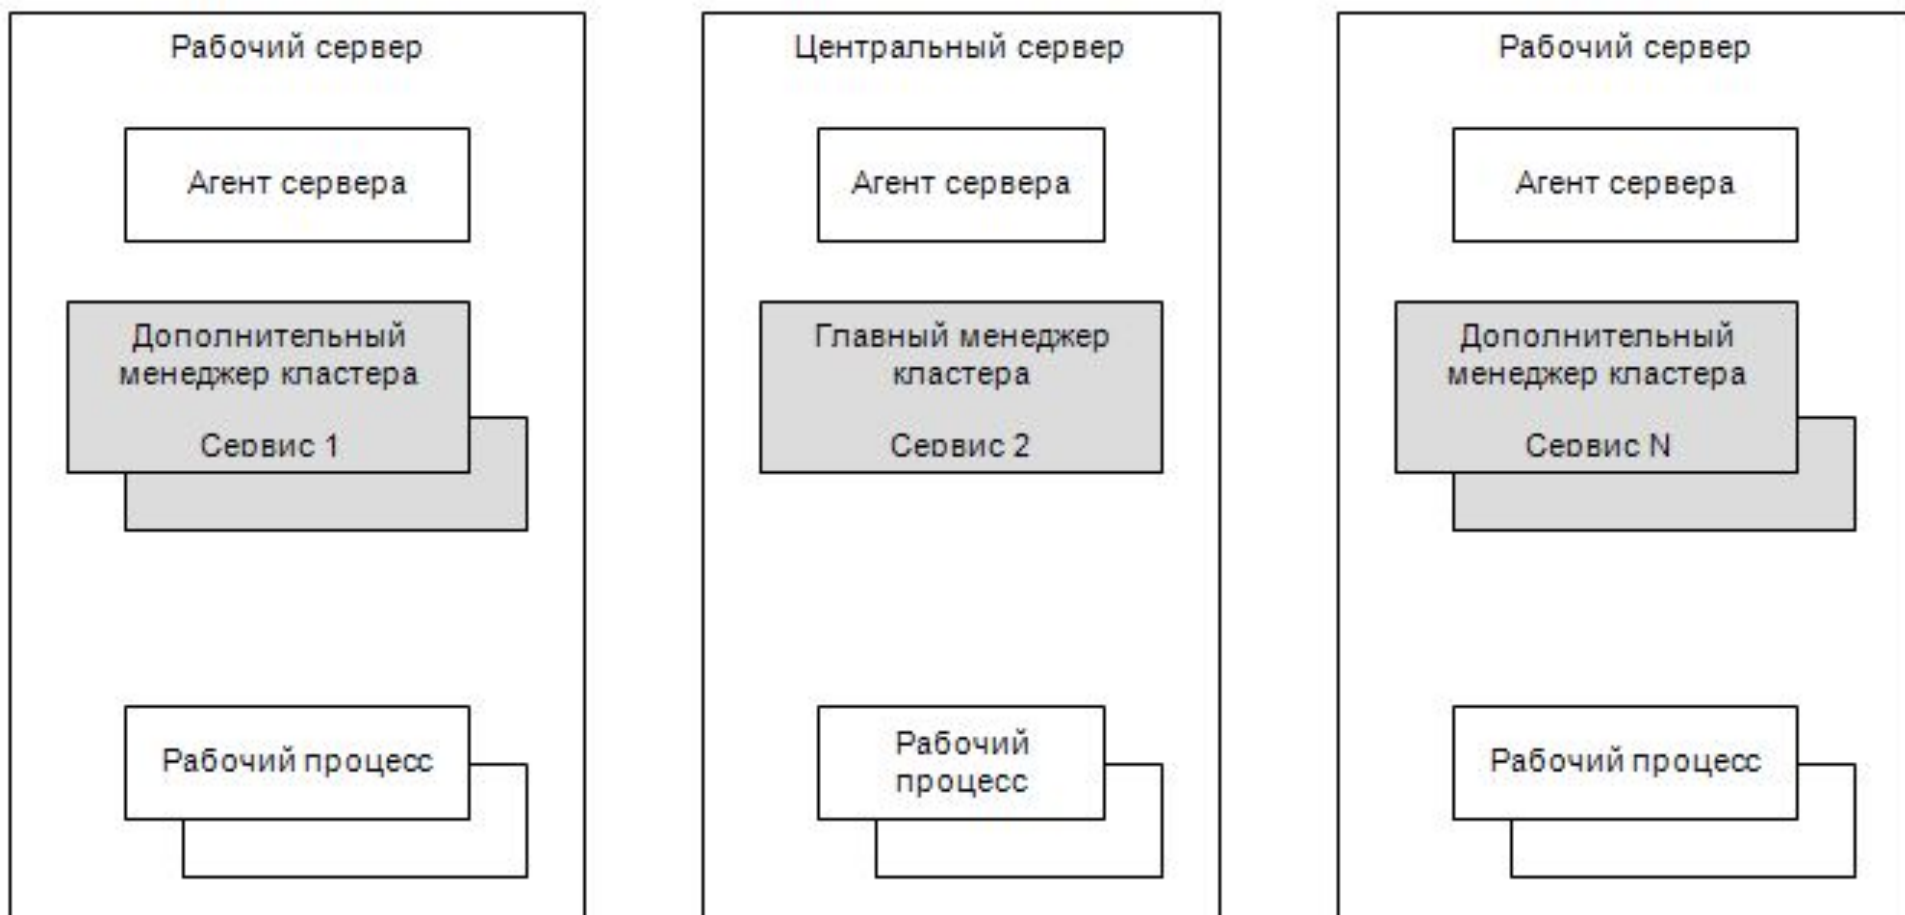 Рабочий сервер
Центральный сервер
Рабочий сервер
Агент сервера
Агент сервера
Агент сервера
Дополнительный
менеджер кластера
Сервис 1
Главный менеджер
кластера
Сервис 2
Дополнительный
менеджер кластера
Сервис N
Рабочий процесс
Рабочий
процесс
Рабочий процесс